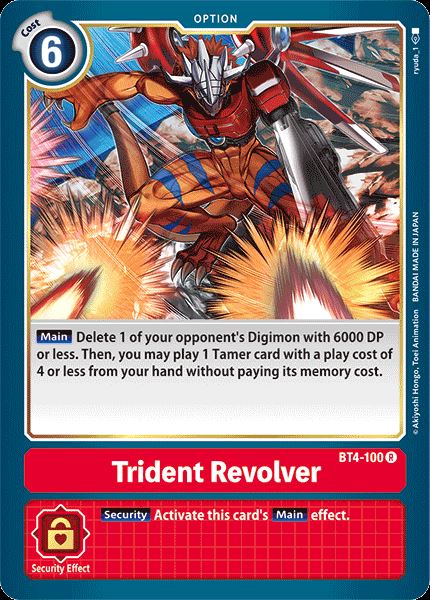 OPTION
Cost
6
ryuda_1
Main Delete 1 of your opponent's Digimon with 6000 DP
or less. Then, you may play 1 Tamer card with a play cost of
4 or less from your hand without paying its memory cost.
© Akiyoshi Hongo, Toei Animation BANDAI MADE IN JAPAN
BT4-100 R
Trident Revolver
Security Activate this card's Main effect.
Security Effect